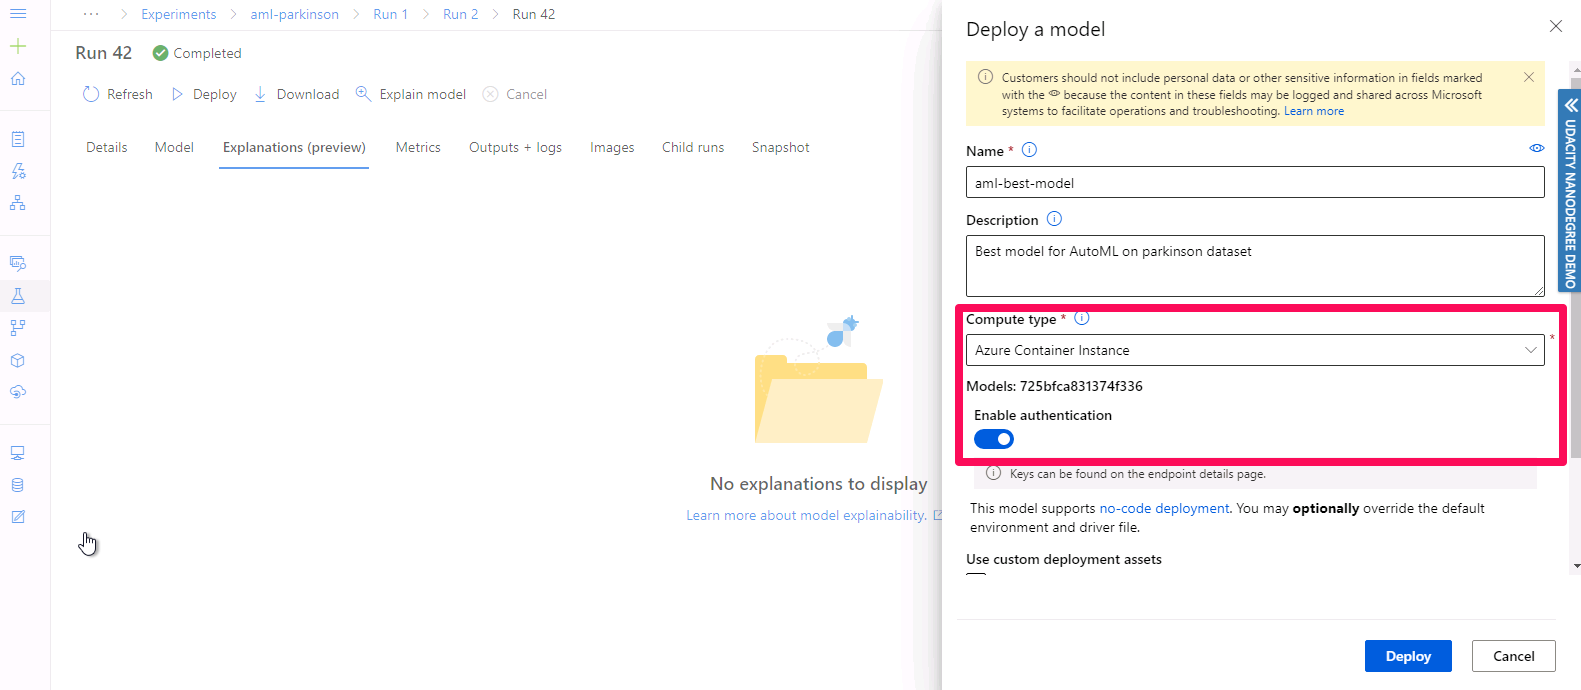 ··· > Experiments > aml-parkinson > Run 1 > Run 2 > Run 42
Run 42 Completed
Refresh Deploy Download Explain model Cancel
Details Model Explanations (preview) Metrics Outputs + logs Images Child runs Snapshot
No explanations to display
Learn more about model explainability.
Deploy a model
Customers should not include personal data or other sensitive information in fields marked
with the because the content in these fields may be logged and shared across Microsoft
systems to facilitate operations and troubleshooting. Learn more
Name *
aml-best-model
Description
Best model for AutoML on parkinson dataset
Compute type *
Azure Container Instance
*
Models: 725bfca831374f336
Enable authentication
Keys can be found on the endpoint details page.
This model supports no-code deployment. You may optionally override the default
environment and driver file.
Use custom deployment assets
Deploy Cancel
UDACITY NANODEGREE DEMO